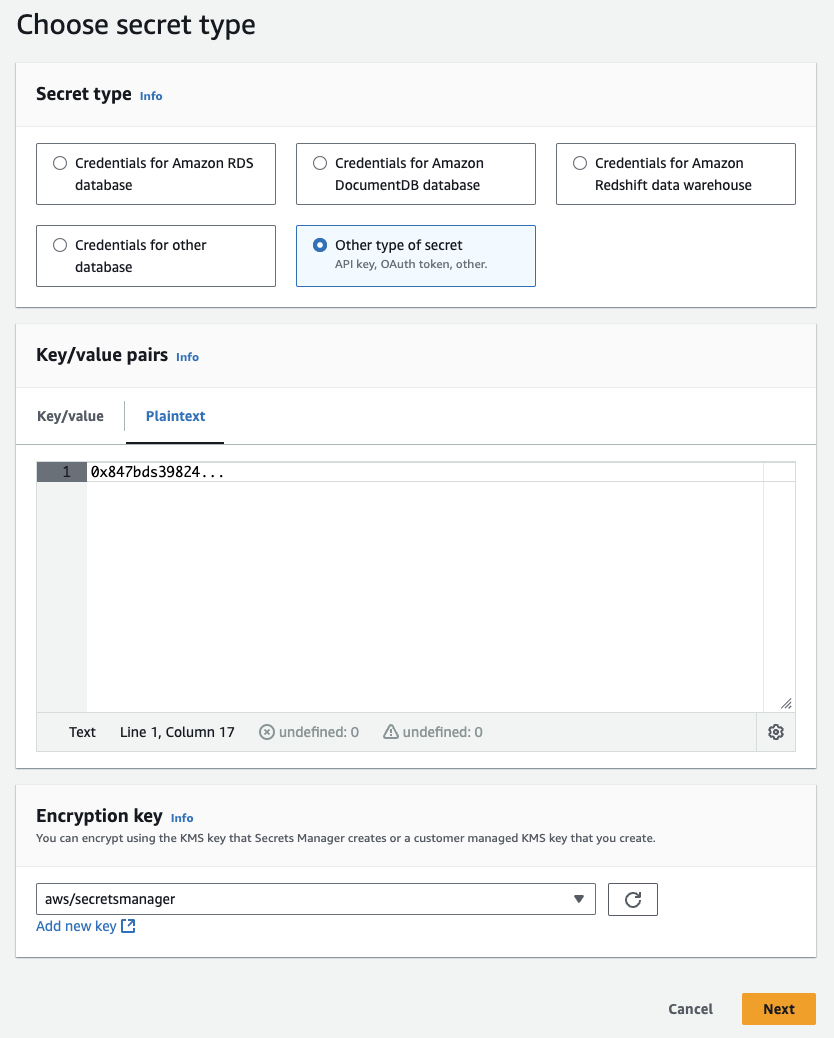 Choose secret type
Secret type Info
Credentials for Amazon RDS
database
Credentials for Amazon
DocumentDB database
Credentials for Amazon
Redshift data warehouse
Credentials for other
database
Other type of secret
API key, OAuth token, other.
Key/value pairs Info
Key/value
Plaintext
1 0x847bds39824...
Text Line 1, Column 17 undefined: 0 undefined: 0
Encryption key Info
You can encrypt using the KMS key that Secrets Manager creates or a customer managed KMS key that you create.
aws/secretsmanager
Add new key
Cancel Next